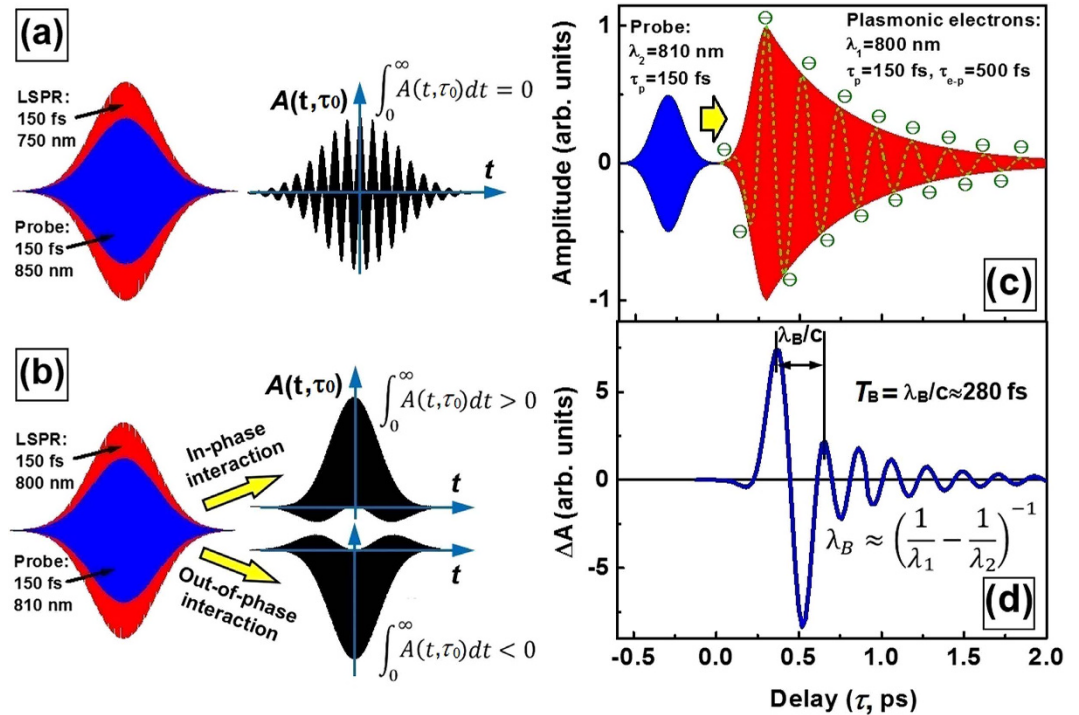 (a)
LSPR:
150 fs
750 nm
Probe:
150 fs
850 nm
A(t,τ₀)
∫₀^∞ A(t,τ₀)dt = 0
t
(b)
LSPR:
150 fs
800 nm
Probe:
150 fs
810 nm
In-phase
interaction
Out-of-phase
interaction
A(t,τ₀)
∫₀^∞ A(t,τ₀)dt > 0
t
t
∫₀^∞ A(t,τ₀)dt < 0
Probe:
λ₂=810 nm
τₚ=150 fs
Plasmonic electrons:
λ₁=800 nm
τₚ=150 fs, τₑ₋ₚ=500 fs
Amplitude (arb. units)
1
0
-1
(c)
λ_B/c
T_B = λ_B/c≈280 fs
λ_B ≈ (1/λ₁ − 1/λ₂)⁻¹
ΔA (arb. units)
5
0
-5
(d)
-0.5 0.0 0.5 1.0 1.5 2.0
Delay (τ, ps)